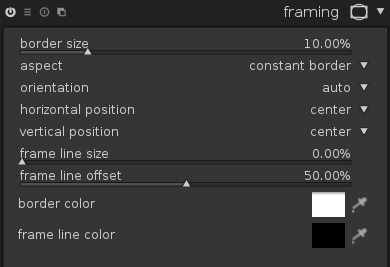 framing
border size 10.00%
aspect constant border
orientation auto
horizontal position center
vertical position center
frame line size 0.00%
frame line offset 50.00%
border color
frame line color